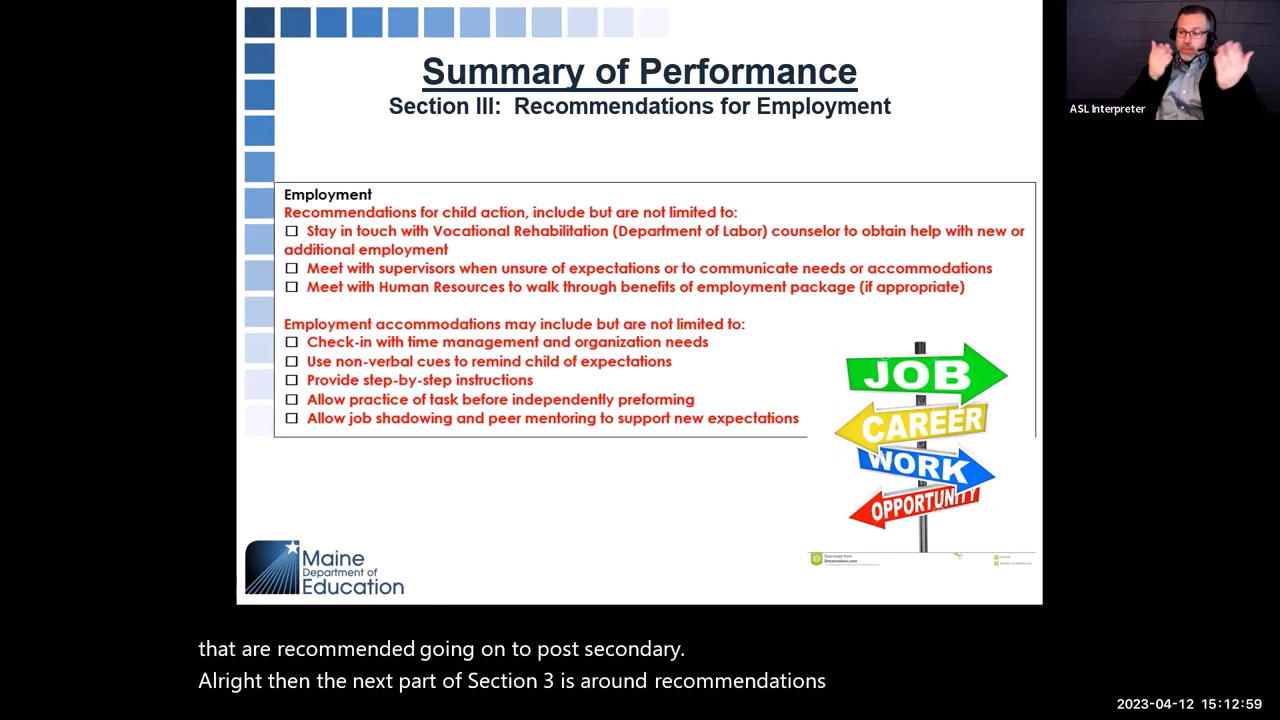 Summary of Performance
Section III: Recommendations for Employment
ASL Interpreter
Employment
Recommendations for child action, include but are not limited to:
☐ Stay in touch with Vocational Rehabilitation (Department of Labor) counselor to obtain help with new or
additional employment
☐ Meet with supervisors when unsure of expectations or to communicate needs or accommodations
☐ Meet with Human Resources to walk through benefits of employment package (if appropriate)
Employment accommodations may include but are not limited to:
☐ Check-in with time management and organization needs
☐ Use non-verbal cues to remind child of expectations
☐ Provide step-by-step instructions
☐ Allow practice of task before independently preforming
☐ Allow job shadowing and peer mentoring to support new expectations
JOB
CAREER
WORK
OPPORTUNITY
Maine
Department of
Education
that are recommended going on to post secondary.
Alright then the next part of Section 3 is around recommendations
2023-04-12 15:12:59